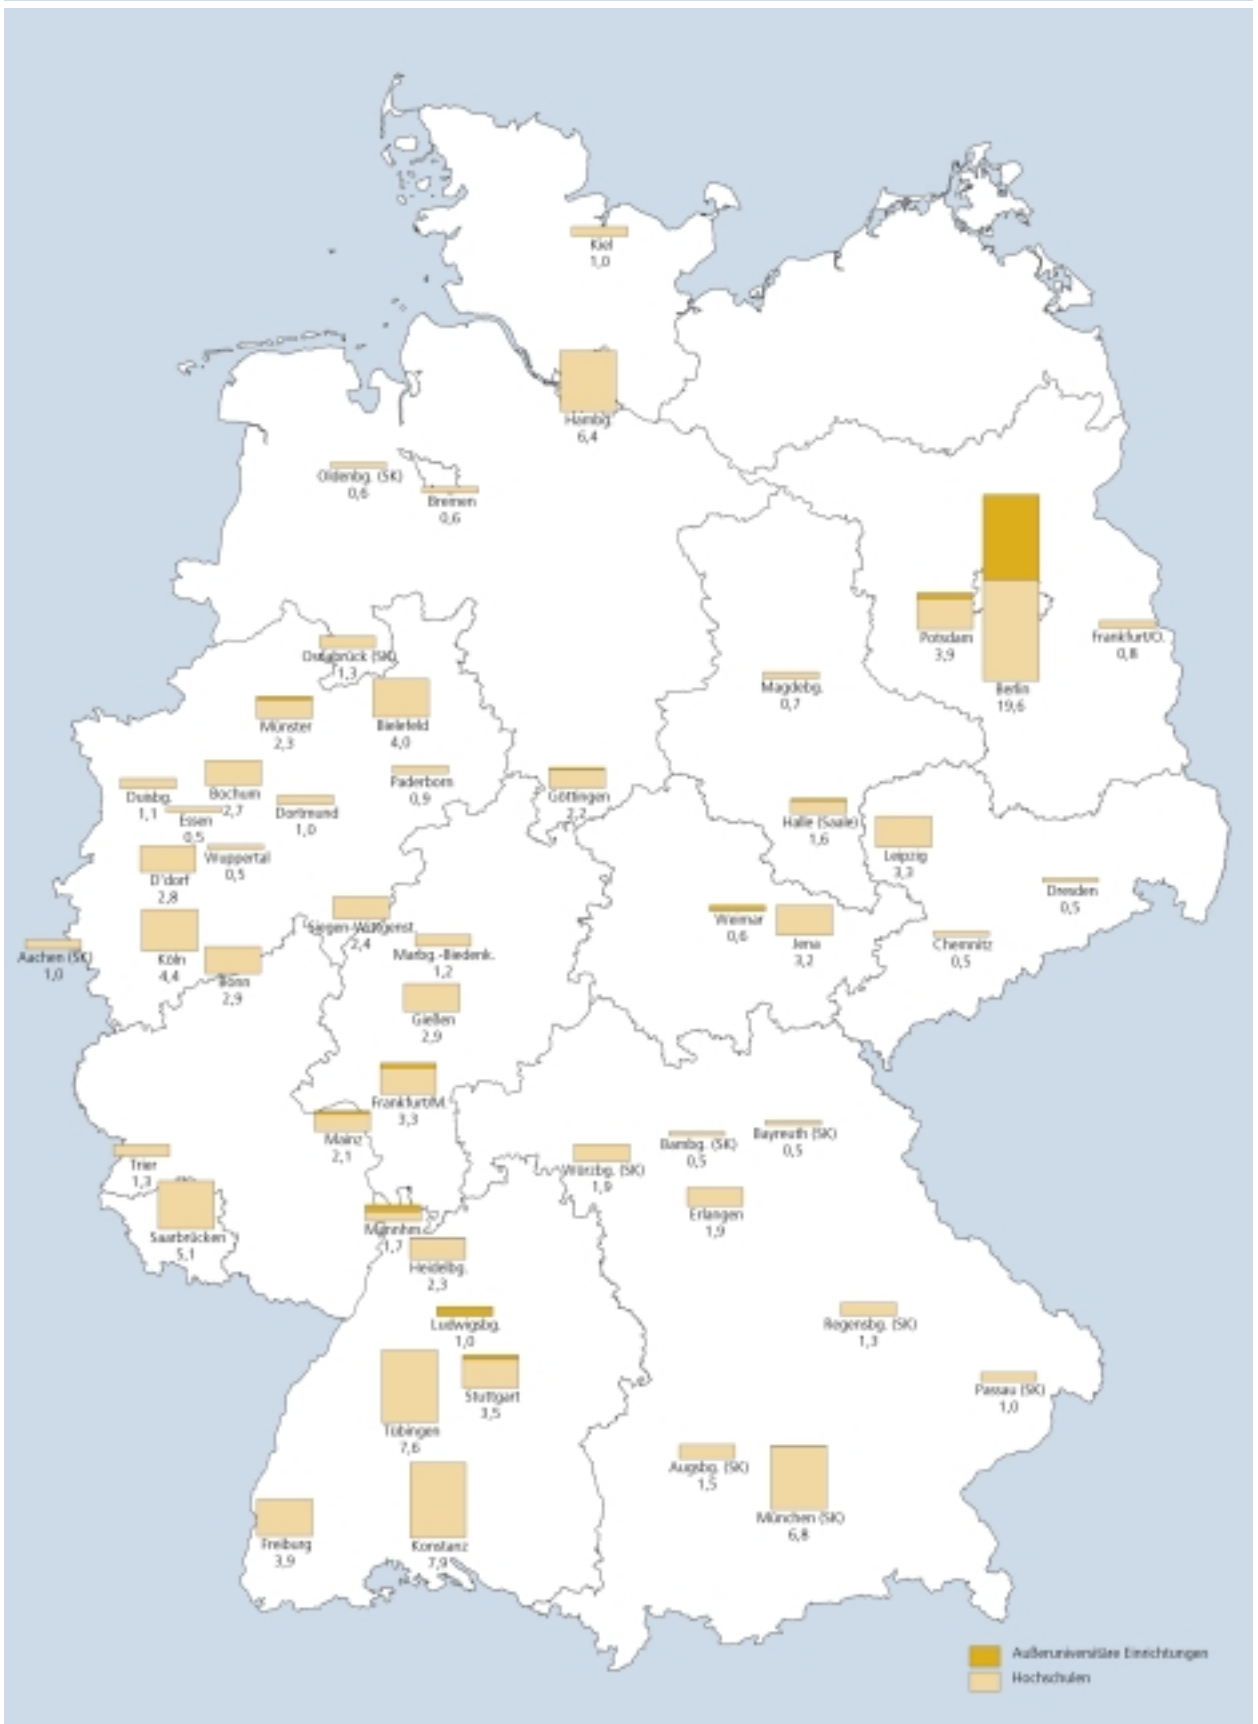 Kiel
1,0
Hambg.
6,4
Oldenbg. (SK)
0,6
Bremen
0,6
Potsdam
3,9
Berlin
19,6
Frankfurt/O.
0,8
Osnabrück (SK)
1,3
Magdebg.
0,7
Münster
2,3
Bielefeld
4,0
Duisbg.
1,1
Bochum
2,7
Essen
0,5
Dortmund
1,0
Paderborn
0,9
Göttingen
2,2
Halle (Saale)
1,6
Leipzig
3,3
D'dorf
2,8
Wuppertal
0,5
Dresden
0,5
Siegen-Wittgenst.
2,4
Weimar
0,6
Jena
3,2
Chemnitz
0,5
Aachen (SK)
1,0
Köln
4,4
Bonn
2,9
Marbg.-Biedenk.
1,2
Gießen
2,9
Frankfurt/M.
3,3
Mainz
2,1
Trier
1,3
Würzbg. (SK)
1,9
Bambg. (SK)
0,5
Bayreuth (SK)
0,5
Saarbrücken
5,1
Mannhm.
1,7
Erlangen
1,9
Heidelbg.
2,3
Ludwigsbg.
1,0
Regensbg. (SK)
1,3
Stuttgart
3,5
Passau (SK)
1,0
Tübingen
7,6
Augsbg. (SK)
1,5
München (SK)
6,8
Freiburg
3,9
Konstanz
7,9
Außeruniversitäre Einrichtungen
Hochschulen